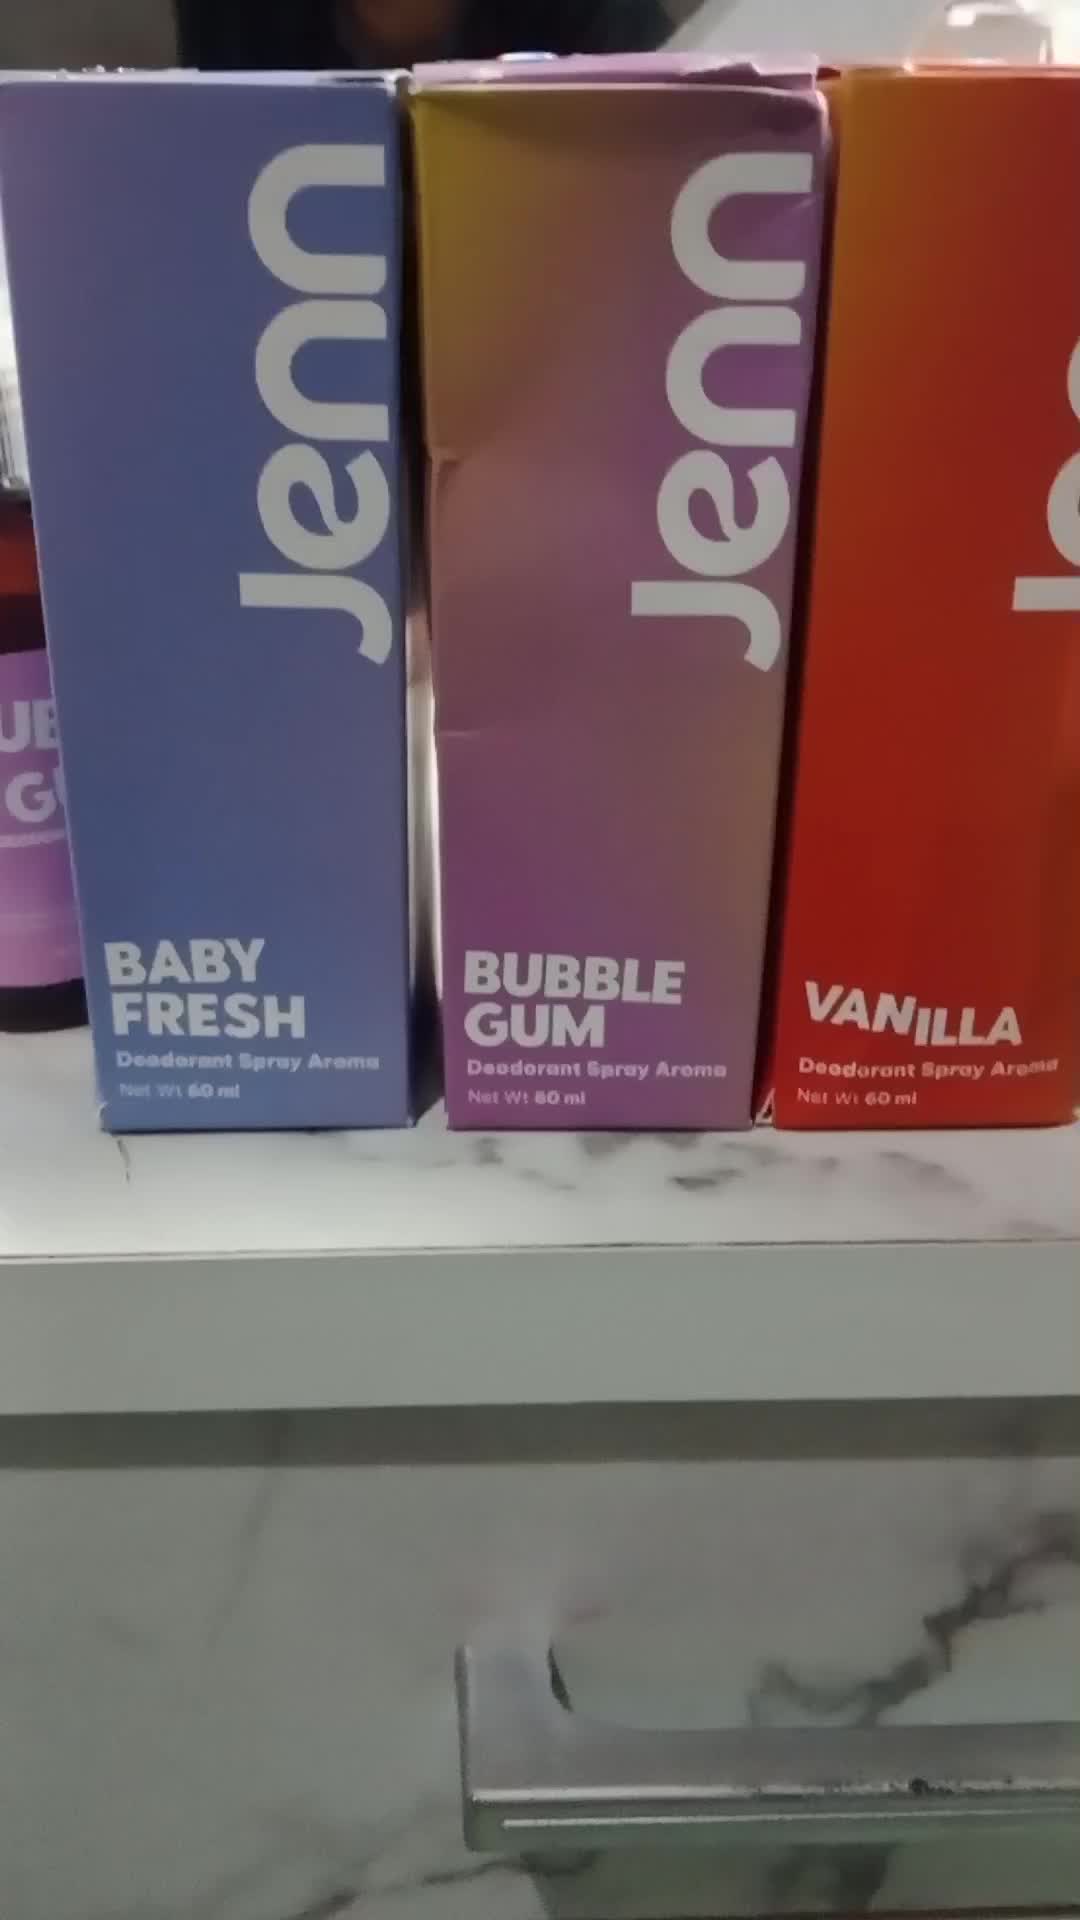 Jenn
BABY
FRESH
Deodorant Spray Aroma
Net Wt 60 ml
Jenn
BUBBLE
GUM
Deodorant Spray Aroma
Net Wt 60 ml
VANILLA
Deodorant Spray Aroma
Net Wt 60 ml